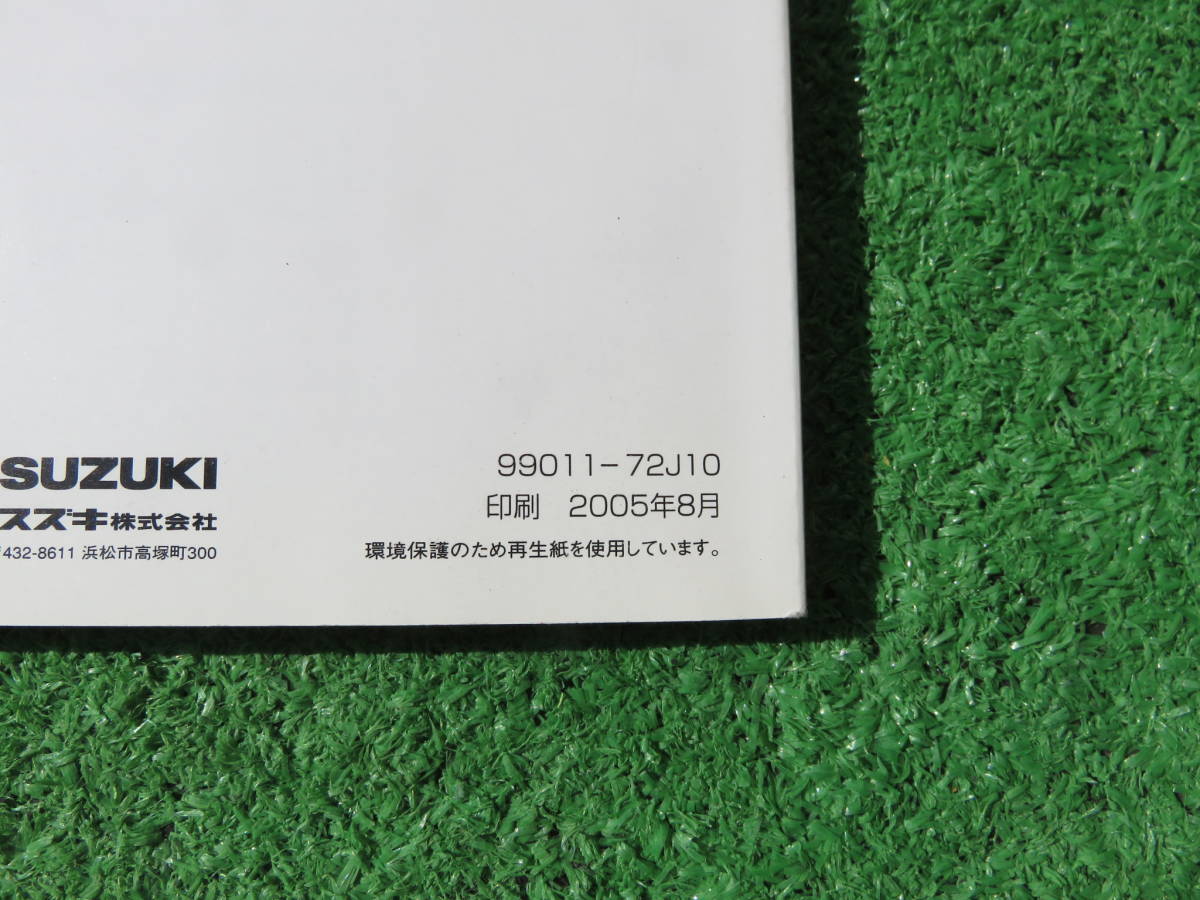 SUZUKI
スズキ株式会社
〒432-8611 浜松市高塚町300
99011-72J10
印刷 2005年8月
環境保護のため再生紙を使用しています。